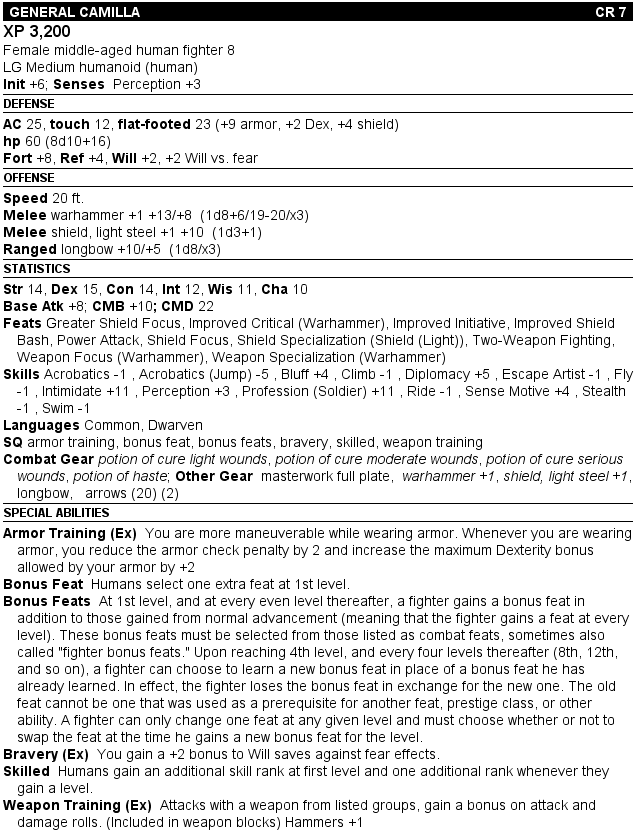 GENERAL CAMILLA CR 7
XP 3,200
Female middle-aged human fighter 8
LG Medium humanoid (human)
Init +6; Senses Perception +3
DEFENSE
AC 25, touch 12, flat-footed 23 (+9 armor, +2 Dex, +4 shield)
hp 60 (8d10+16)
Fort +8, Ref +4, Will +2, +2 Will vs. fear
OFFENSE
Speed 20 ft.
Melee warhammer +1 +13/+8 (1d8+6/19-20/x3)
Melee shield, light steel +1 +10 (1d3+1)
Ranged longbow +10/+5 (1d8/x3)
STATISTICS
Str 14, Dex 15, Con 14, Int 12, Wis 11, Cha 10
Base Atk +8; CMB +10; CMD 22
Feats Greater Shield Focus, Improved Critical (Warhammer), Improved Initiative, Improved Shield
Bash, Power Attack, Shield Focus, Shield Specialization (Shield (Light)), Two-Weapon Fighting,
Weapon Focus (Warhammer), Weapon Specialization (Warhammer)
Skills Acrobatics -1 , Acrobatics (Jump) -5 , Bluff +4 , Climb -1 , Diplomacy +5 , Escape Artist -1 , Fly
-1 , Intimidate +11 , Perception +3 , Profession (Soldier) +11 , Ride -1 , Sense Motive +4 , Stealth
-1 , Swim -1
Languages Common, Dwarven
SQ armor training, bonus feat, bonus feats, bravery, skilled, weapon training
Combat Gear potion of cure light wounds, potion of cure moderate wounds, potion of cure serious
wounds, potion of haste; Other Gear masterwork full plate, warhammer +1, shield, light steel +1,
longbow, arrows (20) (2)
SPECIAL ABILITIES
Armor Training (Ex) You are more maneuverable while wearing armor. Whenever you are wearing
armor, you reduce the armor check penalty by 2 and increase the maximum Dexterity bonus
allowed by your armor by +2
Bonus Feat Humans select one extra feat at 1st level.
Bonus Feats At 1st level, and at every even level thereafter, a fighter gains a bonus feat in
addition to those gained from normal advancement (meaning that the fighter gains a feat at every
level). These bonus feats must be selected from those listed as combat feats, sometimes also
called "fighter bonus feats." Upon reaching 4th level, and every four levels thereafter (8th, 12th,
and so on), a fighter can choose to learn a new bonus feat in place of a bonus feat he has
already learned. In effect, the fighter loses the bonus feat in exchange for the new one. The old
feat cannot be one that was used as a prerequisite for another feat, prestige class, or other
ability. A fighter can only change one feat at any given level and must choose whether or not to
swap the feat at the time he gains a new bonus feat for the level.
Bravery (Ex) You gain a +2 bonus to Will saves against fear effects.
Skilled Humans gain an additional skill rank at first level and one additional rank whenever they
gain a level.
Weapon Training (Ex) Attacks with a weapon from listed groups, gain a bonus on attack and
damage rolls. (Included in weapon blocks) Hammers +1